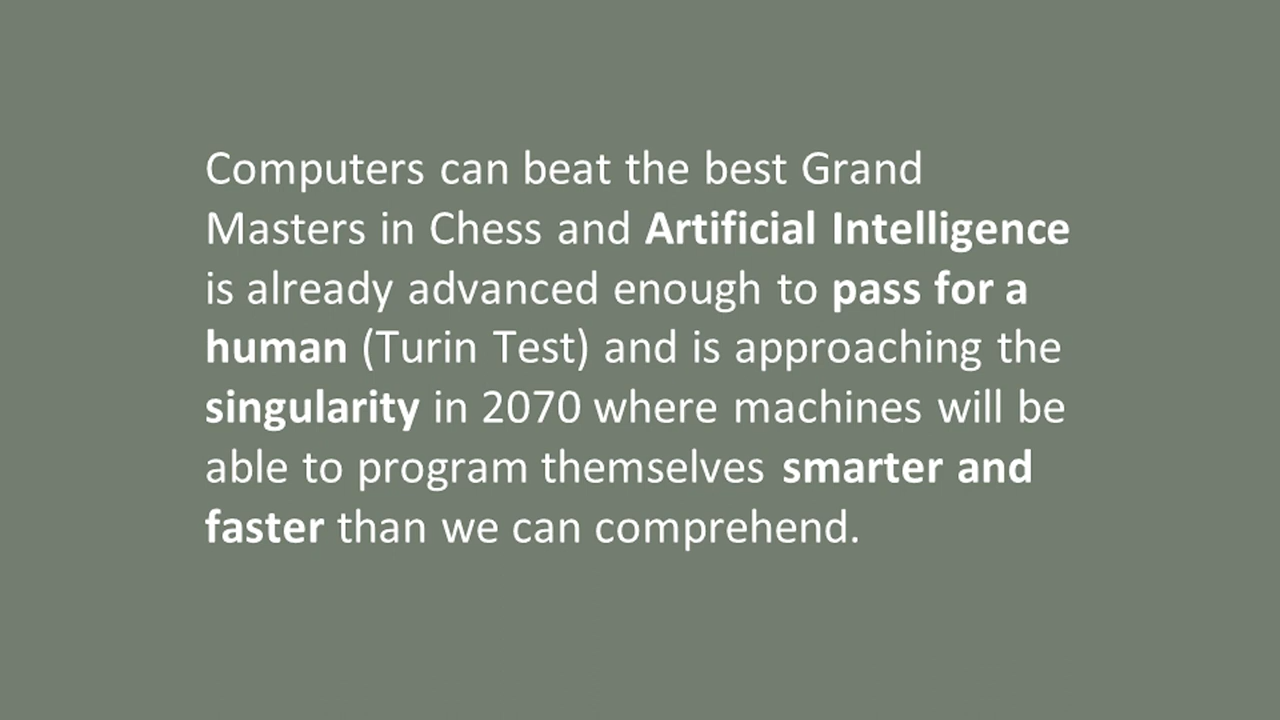 Computers can beat the best Grand
Masters in Chess and Artificial Intelligence
is already advanced enough to pass for a
human (Turin Test) and is approaching the
singularity in 2070 where machines will be
able to program themselves smarter and
faster than we can comprehend.